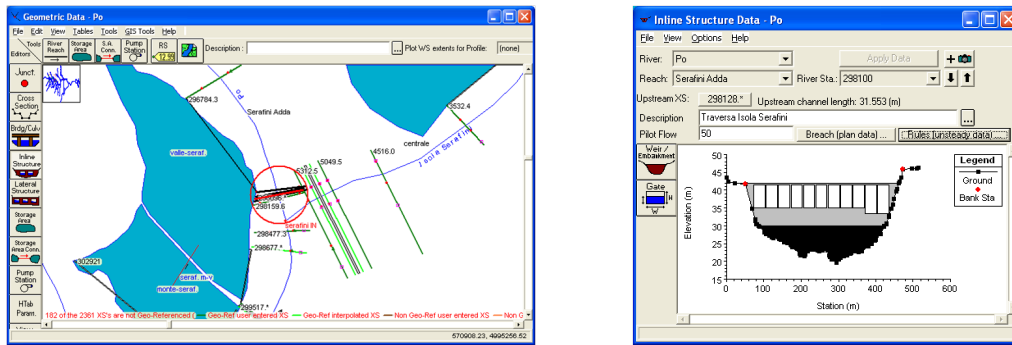 Geometric Data - Po
File Edit View Tables Tools GIS Tools Help
Tools
Editors
River
Reach
Storage
Area
S.A.
Conn.
Pump
Station
RS
12.99
Description :
...
Plot WS extents for Profile:
(none)
Junct.
Cross
Section
Brdg/Culv
Inline
Structure
Lateral
Structure
Storage
Area
Storage
Area Conn.
Pump
Station
HTab
Param.
296784.3
Po
Serafini Adda
valle-seraf.
3532.4
centrale
Isola Serafini
4516.0
5049.5
5312.5
298159.6
serafini IN
298477.3
298677.*
302921
seraf. m-v
monte-seraf.
299517.*
182 of the 2361 XS's are not Geo-Referenced (
Geo-Ref user entered XS
Geo-Ref interpolated XS
Non Geo-Ref user entered XS
Non G
570908.23, 4995256.52
Inline Structure Data - Po
File View Options Help
River: Po
Apply Data
Reach: Serafini Adda
River Sta.: 298100
Upstream XS: 298128.* Upstream channel length: 31.553 (m)
Description Traversa Isola Serafini ...
Pilot Flow 50 Breach (plan data) ... Rules (unsteady data) ...
Weir /
Embankment
Gate
H
W
50
45
40
35
30
25
20
15
Elevation (m)
0 100 200 300 400 500 600
Station (m)
Legend
Ground
Bank Sta